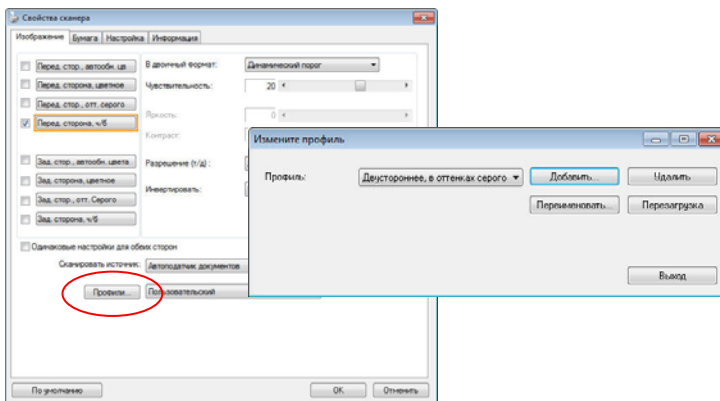 Свойства сканера
Изображение Бумага Настройка Информация
Перед. стор., автообн. цв
Перед. сторона, цветное
Перед. стор., отт. серого
Перед. сторона, ч/б
Зад. стор., автообн. цвета
Зад. сторона, цветное
Зад. стор., отт. Серого
Зад. сторона, ч/б
В двоичный формат: Динамический порог
Чувствительность: 20
Яркость: 0
Контраст:
Разрешение (т/д) :
Инвертировать:
Одинаковые настройки для обеих сторон
Сканировать источник: Автоподатчик документов
Профили... Пользовательский
По умолчанию OK Отменить
Измените профиль
Профиль: Двустороннее, в оттенках серого Добавить... Удалить
Переименовать... Перезагрузка
Выход